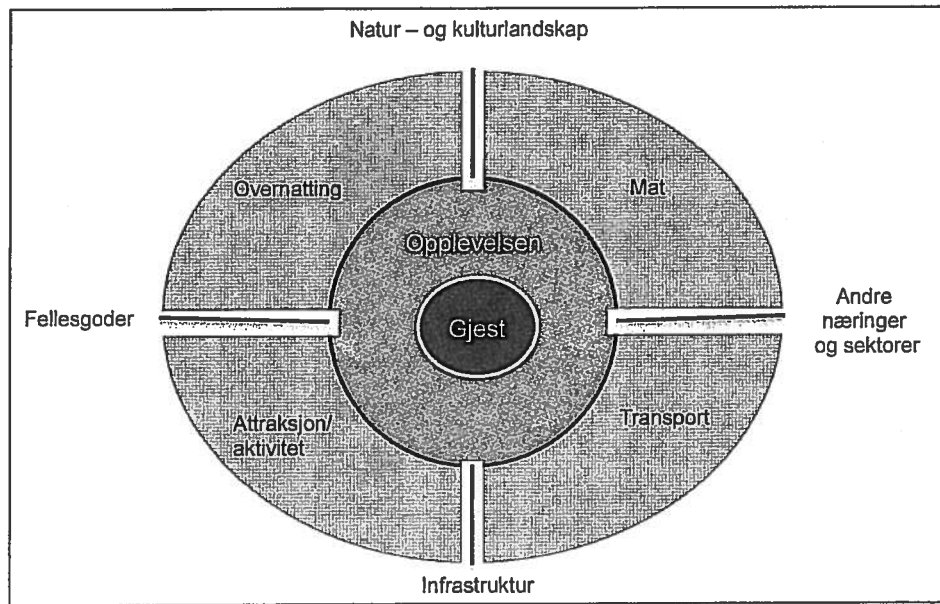 Natur – og kulturlandskap
Overnatting
Mat
Opplevelsen
Fellesgoder
Gjest
Andre
næringer
og sektorer
Attraksjon/
aktivitet
Transport
Infrastruktur